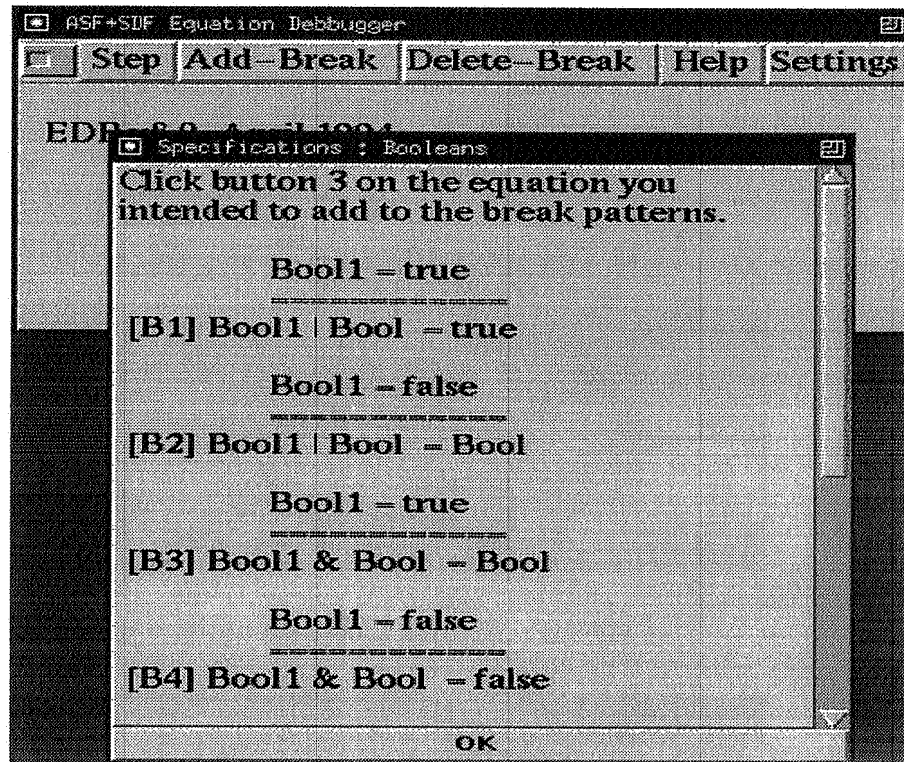 ASF+SDF Equation Debbugger
Step Add-Break Delete-Break Help Settings
Specifications : Booleans
Click button 3 on the equation you
intended to add to the break patterns.
Bool1 = true
============
[B1] Bool1 | Bool = true
Bool1 = false
============
[B2] Bool1 | Bool = Bool
Bool1 = true
============
[B3] Bool1 & Bool = Bool
Bool1 = false
============
[B4] Bool1 & Bool = false
OK